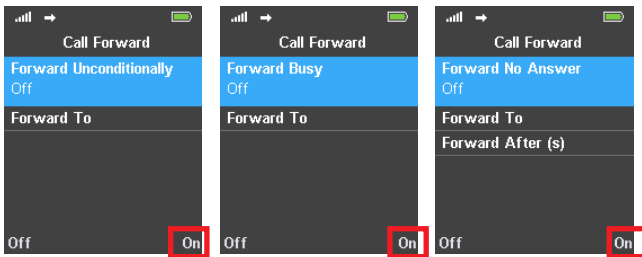 Call Forward
Forward Unconditionally
Off
Forward To
Off On
Call Forward
Forward Busy
Off
Forward To
Off On
Call Forward
Forward No Answer
Off
Forward To
Forward After (s)
Off On